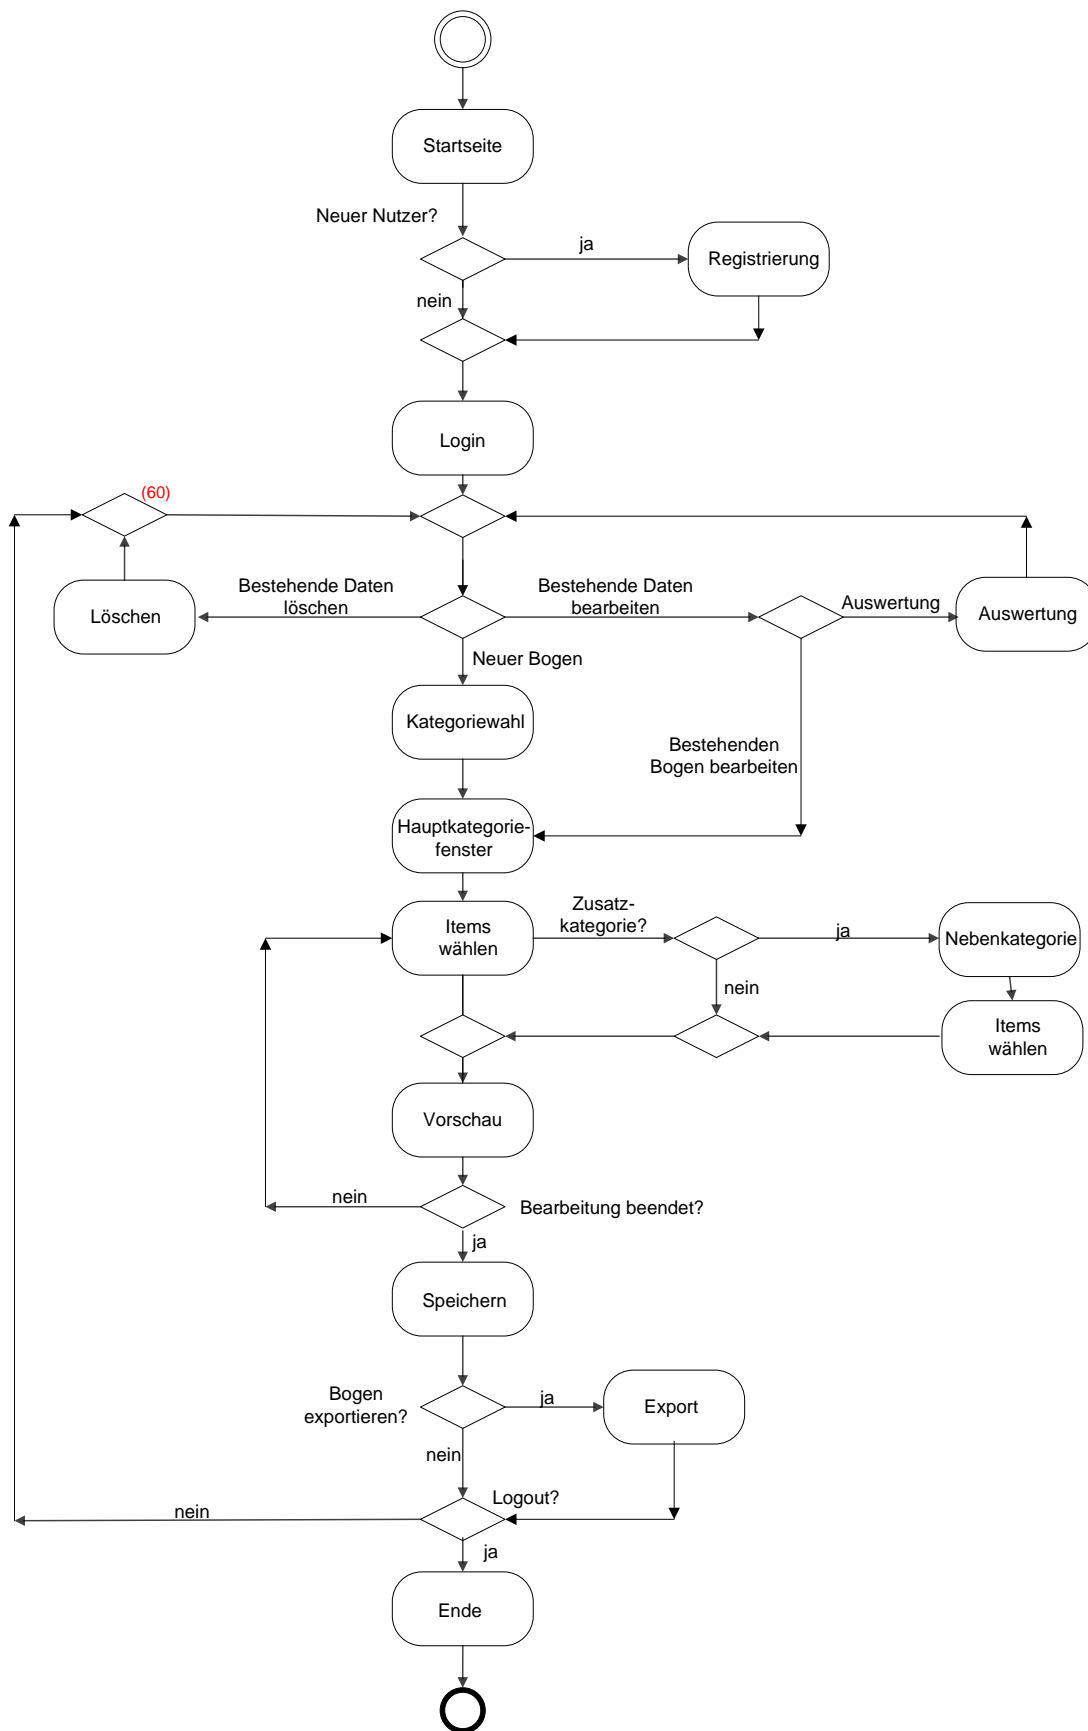 Startseite
Neuer Nutzer?
ja
Registrierung
nein
Login
(60)
Bestehende Daten
löschen
Bestehende Daten
bearbeiten
Auswertung
Löschen
Auswertung
Neuer Bogen
Kategoriewahl
Bestehenden
Bogen bearbeiten
Hauptkategorie-
fenster
Zusatz-
kategorie?
Items
wählen
ja
Nebenkategorie
nein
Items
wählen
Vorschau
nein
Bearbeitung beendet?
ja
Speichern
Bogen
exportieren?
ja
Export
nein
Logout?
nein
ja
Ende